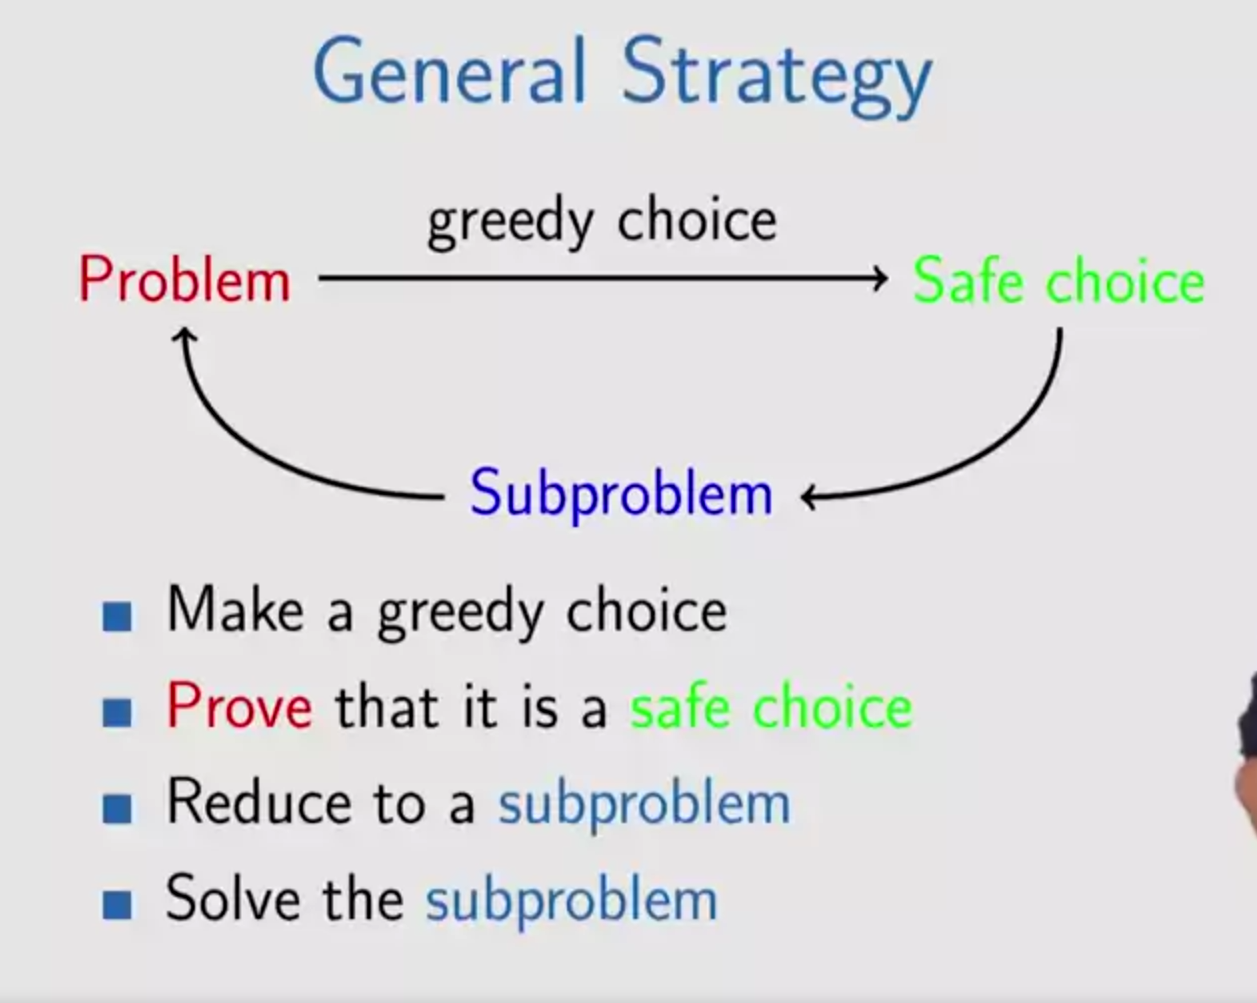 General Strategy
greedy choice
Problem
Safe choice
Subproblem
Make a greedy choice
Prove that it is a safe choice
Reduce to a subproblem
Solve the subproblem